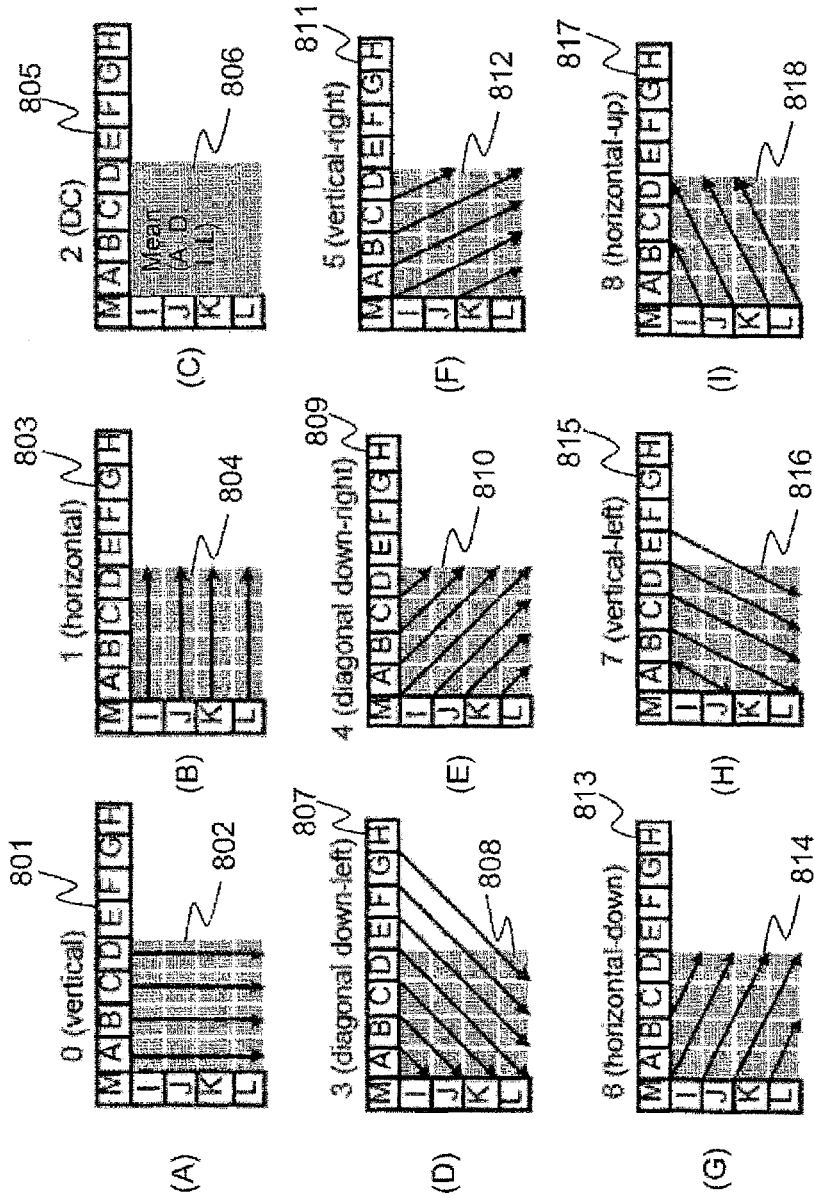 801
0 (vertical)
M A B C D E F G H
I
J
K
L
802
(A)
803
1 (horizontal)
M A B C D E F G H
I
J
K
L
804
(B)
805
2 (DC)
M A B C D E F G H
I
J
K
L
Mean
806
(C)
807
3 (diagonal down-left)
M A B C D E F G H
I
J
K
L
808
(D)
809
4 (diagonal down-right)
M A B C D E F G H
I
J
K
L
810
(E)
811
5 (vertical-right)
M A B C D E F G H
I
J
K
L
812
(F)
813
6 (horizontal-down)
M A B C D E F G H
I
J
K
L
814
(G)
815
7 (vertical-left)
M A B C D E F G H
I
J
K
L
816
(H)
817
8 (horizontal-up)
M A B C D E F G H
I
J
K
L
818
(I)